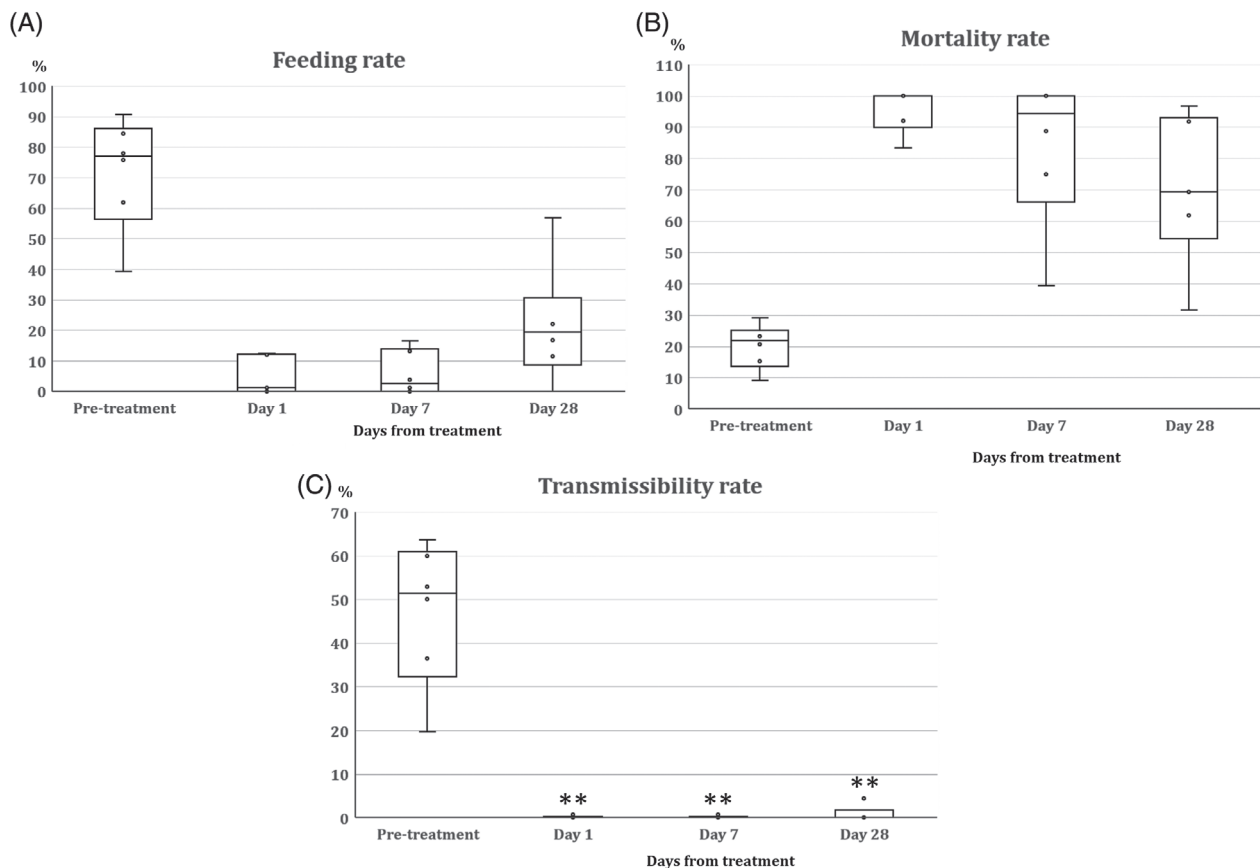 (A)
Feeding rate
%
100
90
80
70
60
50
40
30
20
10
0
Pre-treatment Day 1 Day 7 Day 28
Days from treatment
(B)
Mortality rate
%
110
100
90
80
70
60
50
40
30
20
10
0
Pre-treatment Day 1 Day 7 Day 28
Days from treatment
(C)
Transmissibility rate
%
70
60
50
40
30
20
10
0
** ** **
Pre-treatment Day 1 Day 7 Day 28
Days from treatment